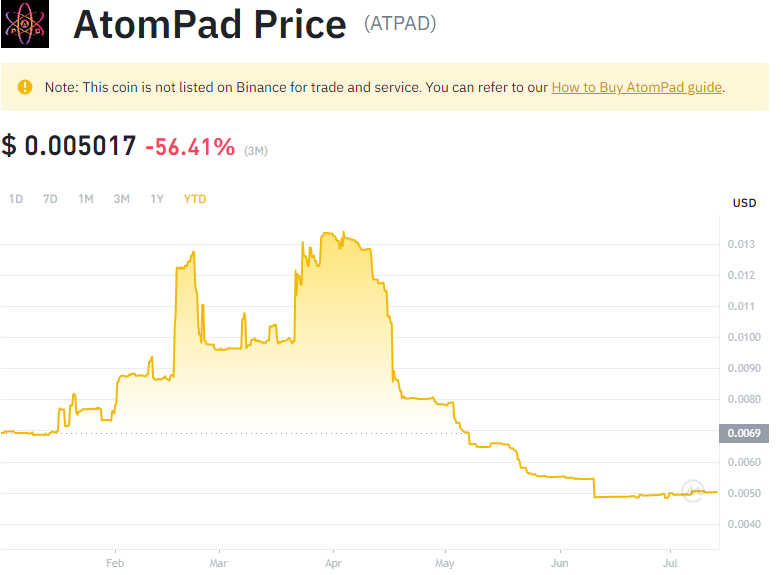 AtomPad Price (ATPAD)
Note: This coin is not listed on Binance for trade and service. You can refer to our How to Buy AtomPad guide.
$ 0.005017 -56.41% (3M)
1D 7D 1M 3M 1Y YTD
USD
0.013
0.012
0.011
0.0100
0.0090
0.0080
0.0069
0.0060
0.0050
0.0040
Feb Mar Apr May Jun Jul